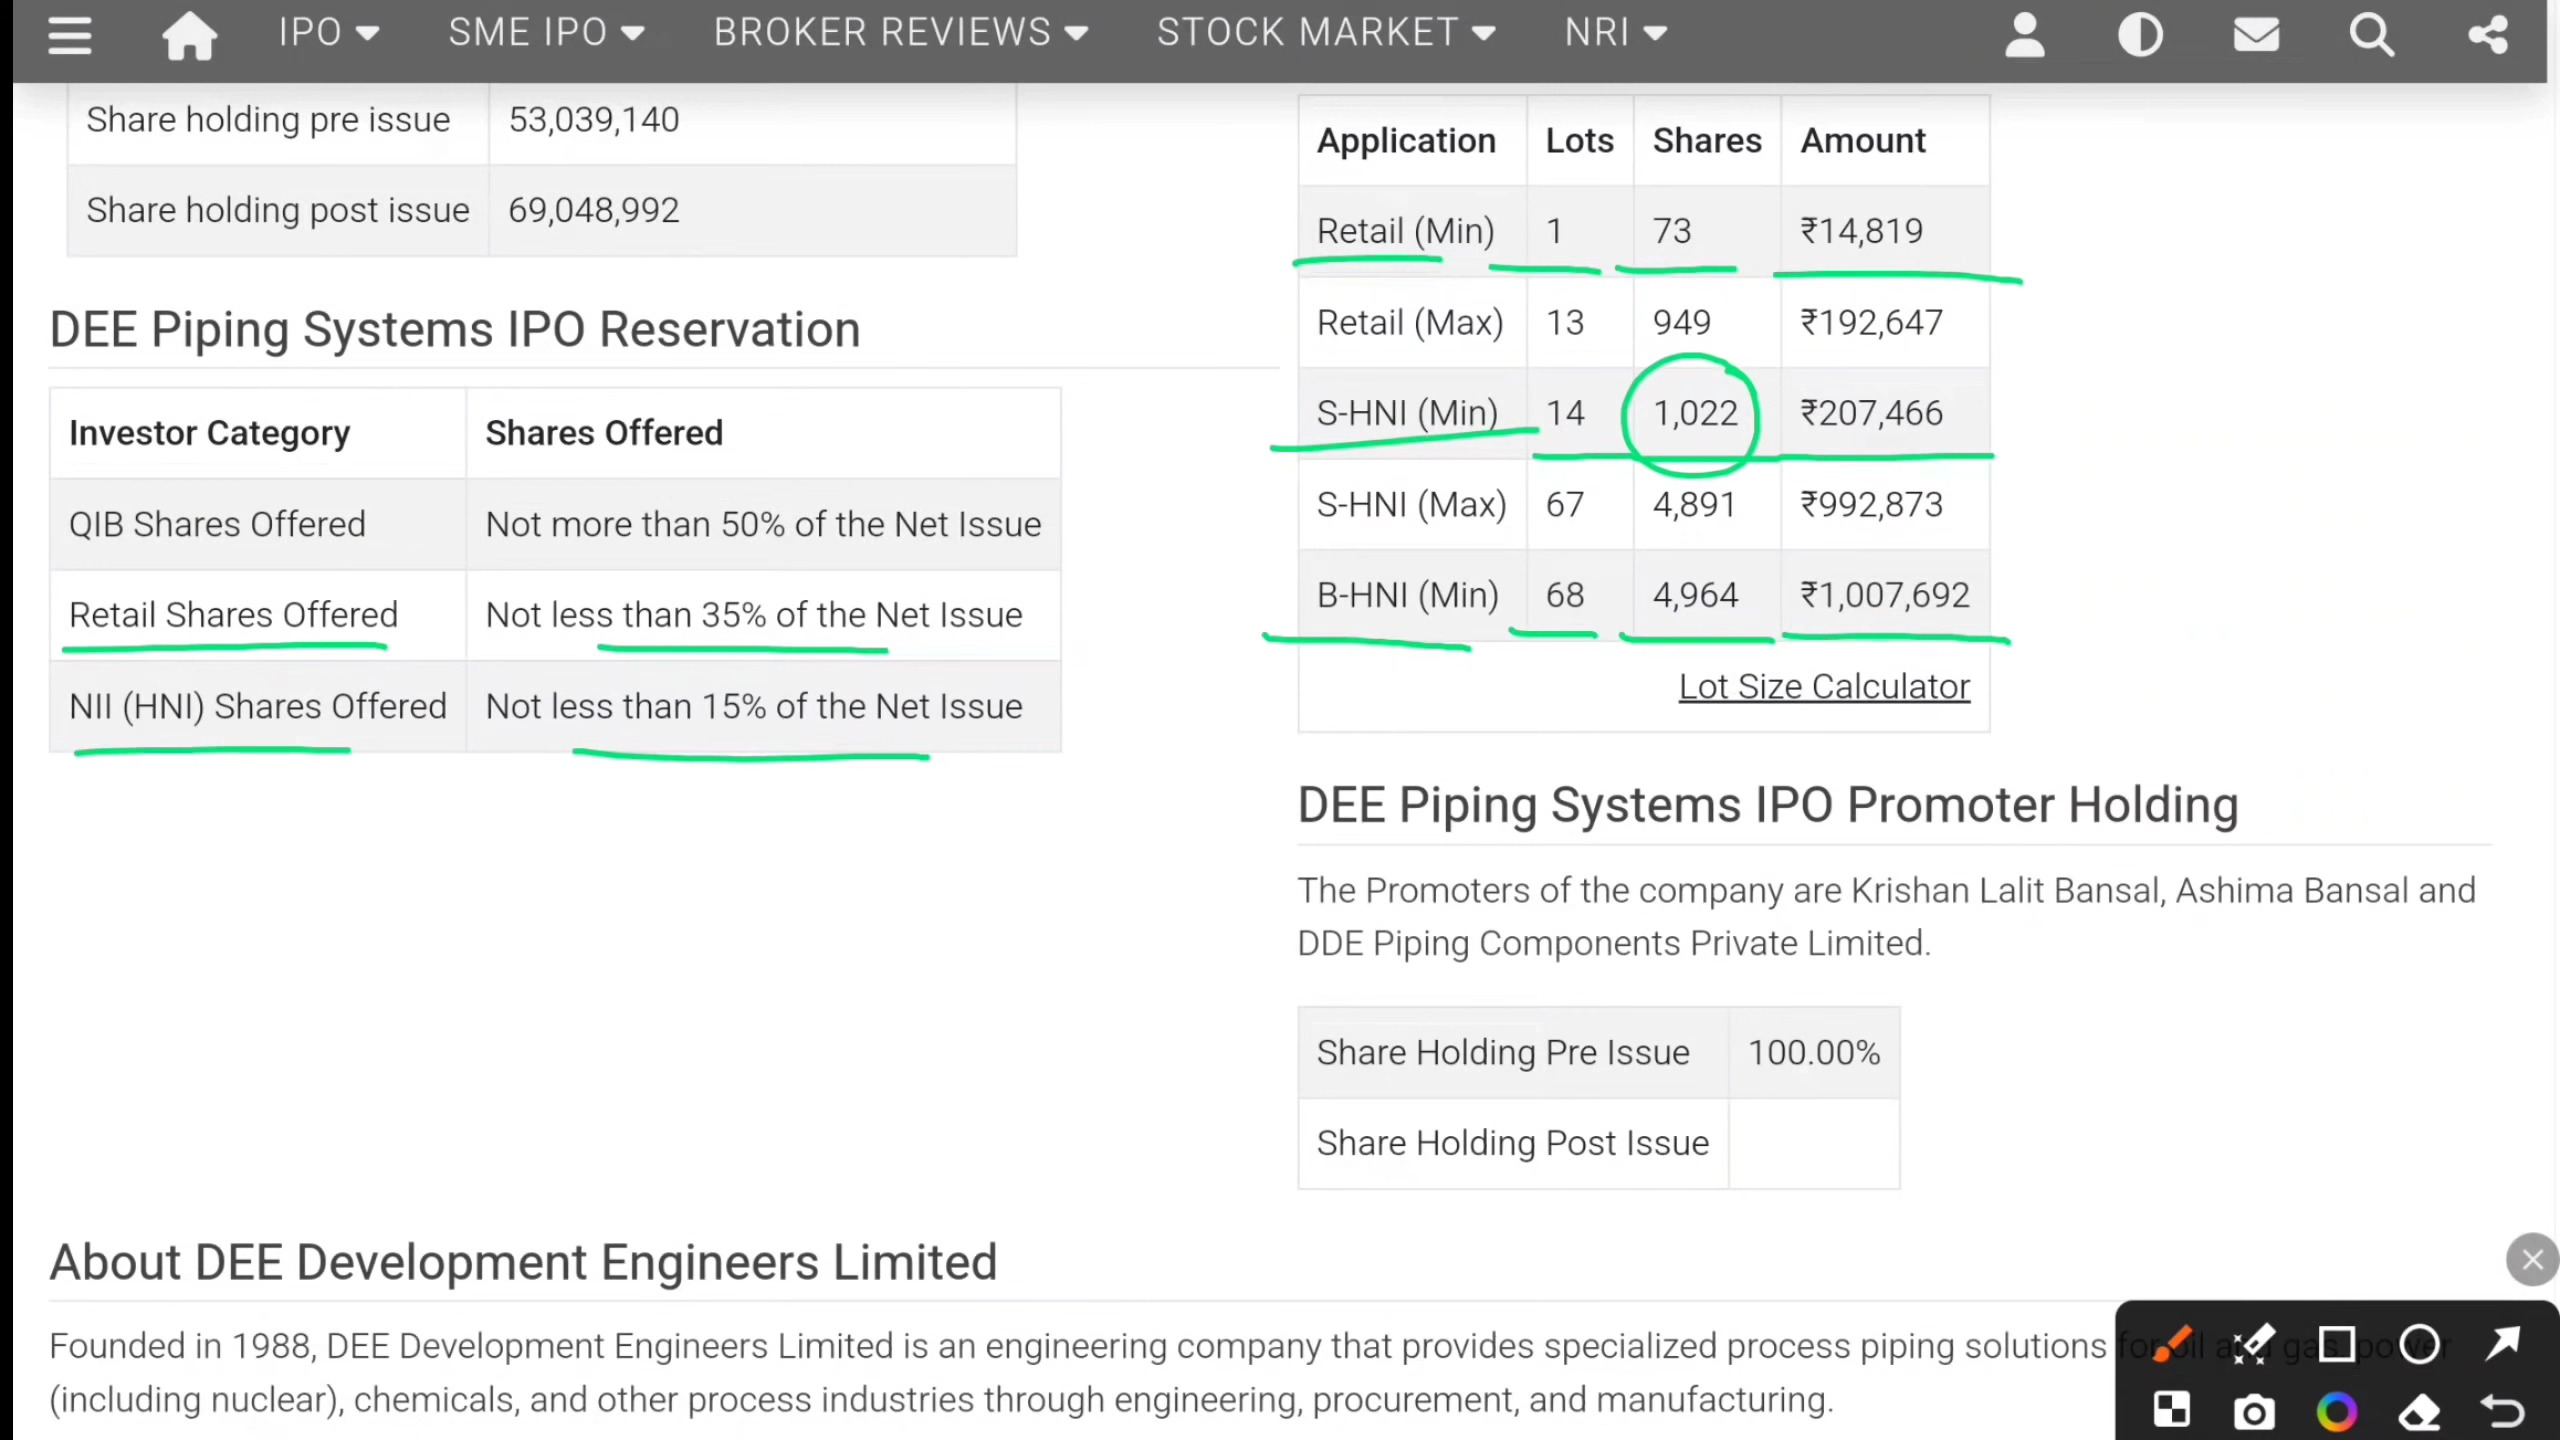 IPO SME IPO BROKER REVIEWS STOCK MARKET NRI
Share holding pre issue 53,039,140
Share holding post issue 69,048,992
DEE Piping Systems IPO Reservation
Investor Category Shares Offered
QIB Shares Offered Not more than 50% of the Net Issue
Retail Shares Offered Not less than 35% of the Net Issue
NII (HNI) Shares Offered Not less than 15% of the Net Issue
Application Lots Shares Amount
Retail (Min) 1 73 ₹14,819
Retail (Max) 13 949 ₹192,647
S-HNI (Min) 14 1,022 ₹207,466
S-HNI (Max) 67 4,891 ₹992,873
B-HNI (Min) 68 4,964 ₹1,007,692
Lot Size Calculator
DEE Piping Systems IPO Promoter Holding
The Promoters of the company are Krishan Lalit Bansal, Ashima Bansal and
DDE Piping Components Private Limited.
Share Holding Pre Issue 100.00%
Share Holding Post Issue
About DEE Development Engineers Limited
Founded in 1988, DEE Development Engineers Limited is an engineering company that provides specialized process piping solutions for oil and gas, power
(including nuclear), chemicals, and other process industries through engineering, procurement, and manufacturing.